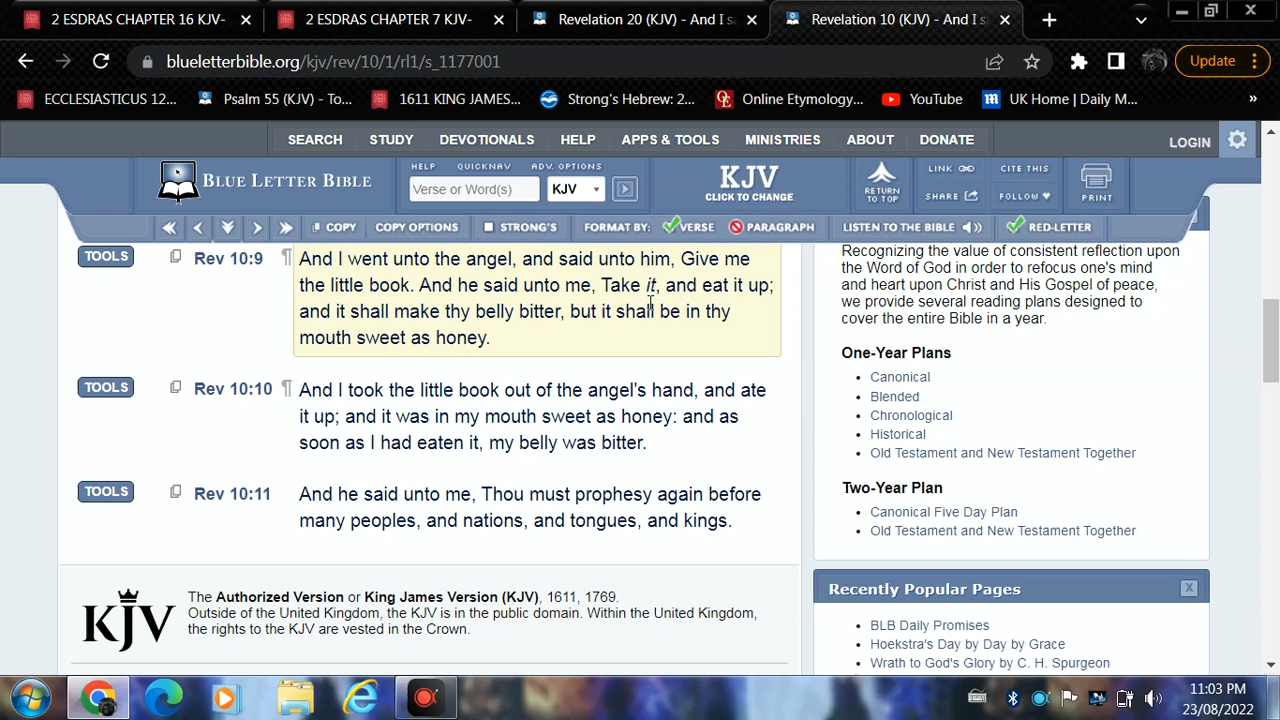 2 ESDRAS CHAPTER 16 KJV-
2 ESDRAS CHAPTER 7 KJV-
Revelation 20 (KJV) - And I sa
Revelation 10 (KJV) - And I s
blueletterbible.org/kjv/rev/10/1/rl1/s_1177001
Update
ECCLESIASTICUS 12...
Psalm 55 (KJV) - To...
1611 KING JAMES...
Strong's Hebrew: 2...
Online Etymology...
YouTube
UK Home | Daily M...
SEARCH STUDY DEVOTIONALS HELP APPS & TOOLS MINISTRIES ABOUT DONATE
LOGIN
BLUE LETTER BIBLE
HELP QUICKNAV ADV. OPTIONS
Verse or Word(s)
KJV
KJV
CLICK TO CHANGE
RETURN
TO TOP
LINK
SHARE
CITE THIS
FOLLOW
PRINT
COPY COPY OPTIONS STRONG'S FORMAT BY: VERSE PARAGRAPH LISTEN TO THE BIBLE RED-LETTER
TOOLS
Rev 10:9
¶
And I went unto the angel, and said unto him, Give me
the little book. And he said unto me, Take it, and eat it up;
and it shall make thy belly bitter, but it shall be in thy
mouth sweet as honey.
TOOLS
Rev 10:10
¶
And I took the little book out of the angel's hand, and ate
it up; and it was in my mouth sweet as honey: and as
soon as I had eaten it, my belly was bitter.
TOOLS
Rev 10:11
And he said unto me, Thou must prophesy again before
many peoples, and nations, and tongues, and kings.
KJV
The Authorized Version or King James Version (KJV), 1611, 1769.
Outside of the United Kingdom, the KJV is in the public domain. Within the United Kingdom,
the rights to the KJV are vested in the Crown.
Recognizing the value of consistent reflection upon
the Word of God in order to refocus one's mind
and heart upon Christ and His Gospel of peace,
we provide several reading plans designed to
cover the entire Bible in a year.
One-Year Plans
• Canonical
• Blended
• Chronological
• Historical
• Old Testament and New Testament Together
Two-Year Plan
• Canonical Five Day Plan
• Old Testament and New Testament Together
Recently Popular Pages
• BLB Daily Promises
• Hoekstra's Day by Day by Grace
• Wrath to God's Glory by C. H. Spurgeon
11:03 PM
23/08/2022